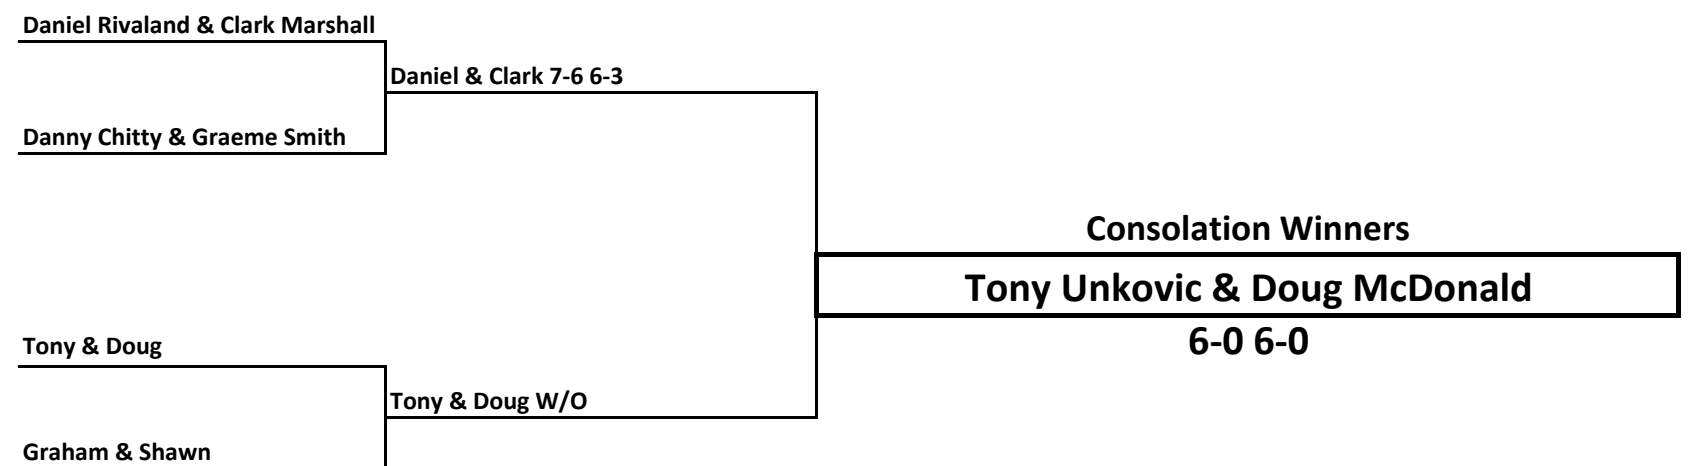 Daniel Rivaland & Clark Marshall
Daniel & Clark 7-6 6-3
Danny Chitty & Graeme Smith
Consolation Winners
Tony Unkovic & Doug McDonald
6-0 6-0
Tony & Doug
Tony & Doug W/O
Graham & Shawn